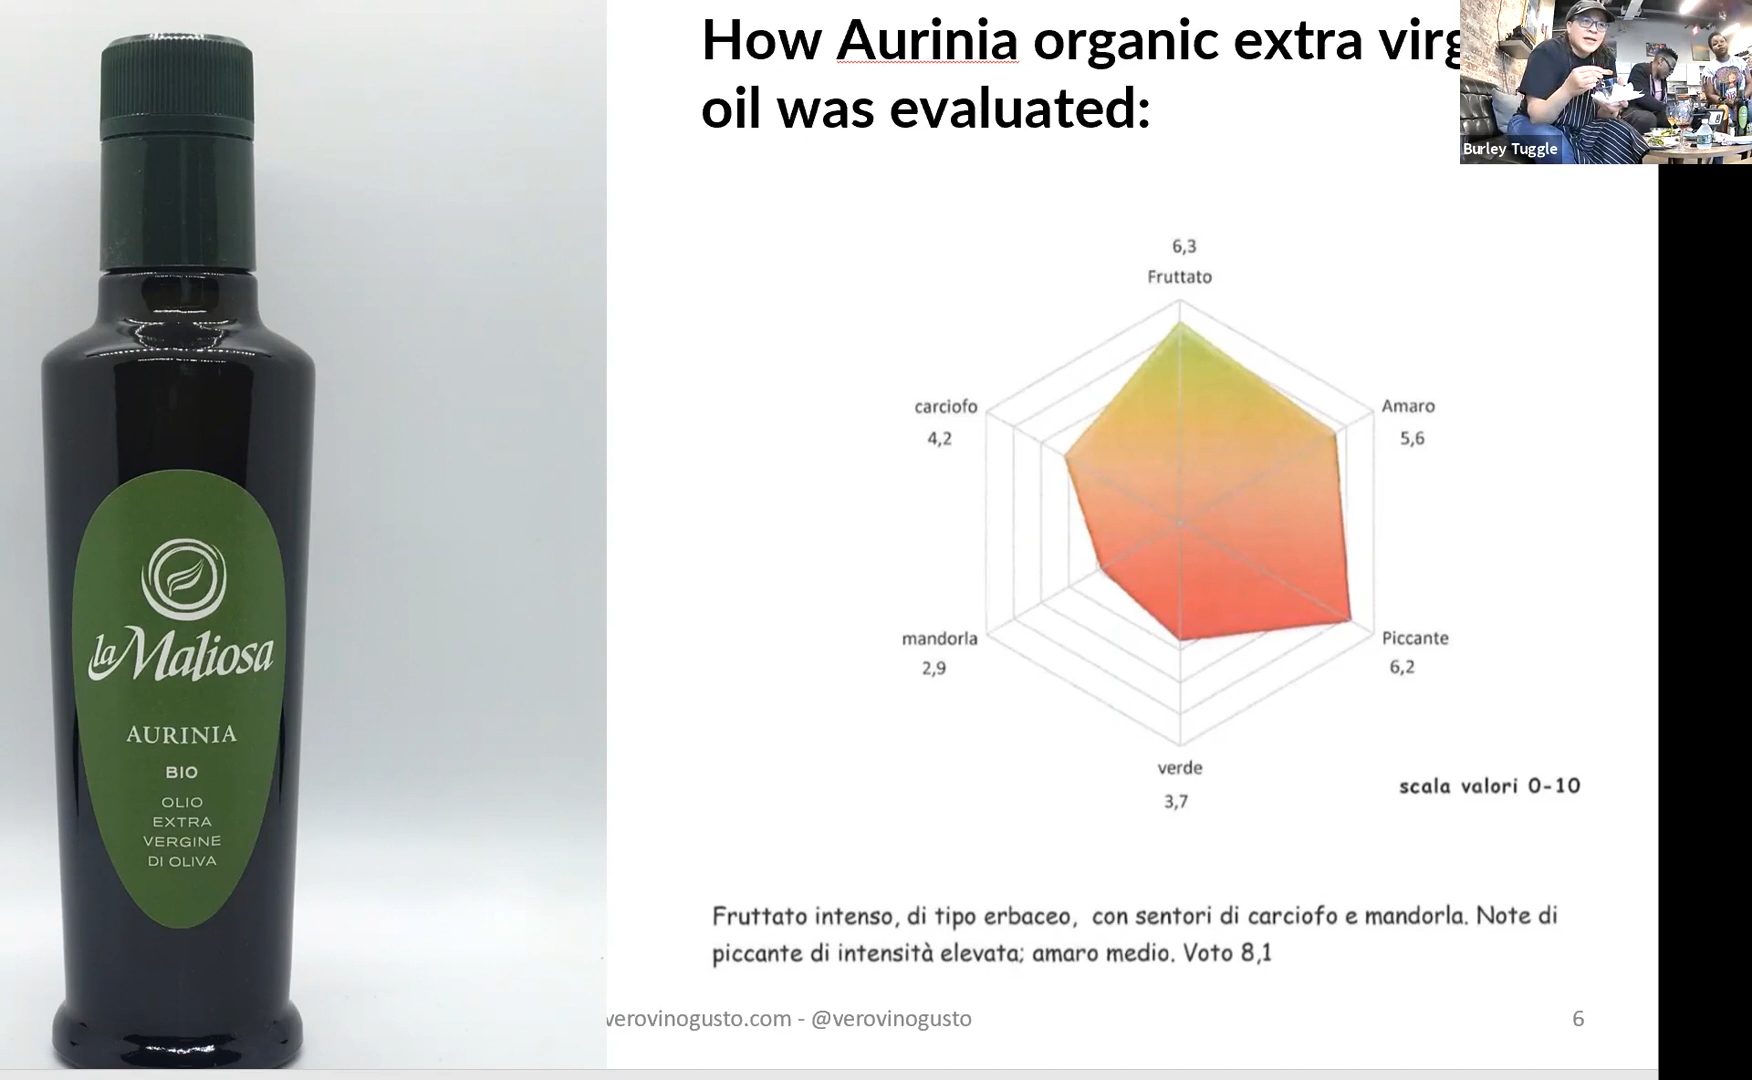 How Aurinia organic extra virg
oil was evaluated:
Burley Tuggle
6,3
Fruttato
carciofo
4,2
Amaro
5,6
mandorla
2,9
Piccante
6,2
verde
3,7
scala valori 0-10
Fruttato intenso, di tipo erbaceo, con sentori di carciofo e mandorla. Note di
piccante di intensità elevata; amaro medio. Voto 8,1
verovinogusto.com - @verovinogusto
6
la Maliosa
AURINIA
BIO
OLIO
EXTRA
VERGINE
DI OLIVA